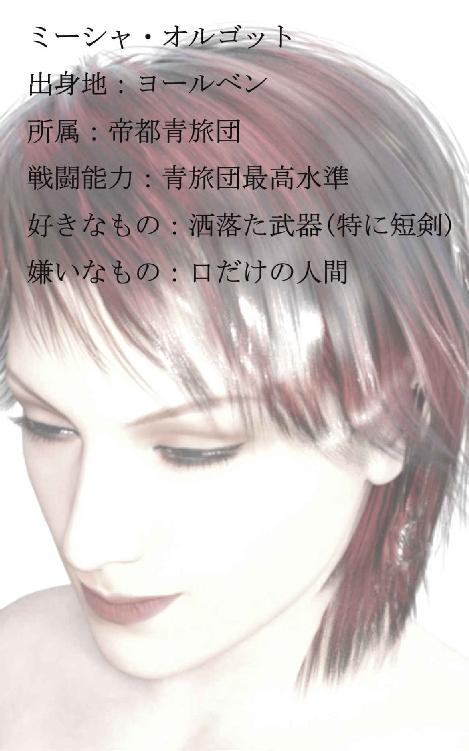 ミーシャ・オルゴット
出身地：ヨールベン
所属：帝都青旅団
戦闘能力：青旅団最高水準
好きなもの：洒落た武器(特に短剣)
嫌いなもの：口だけの人間